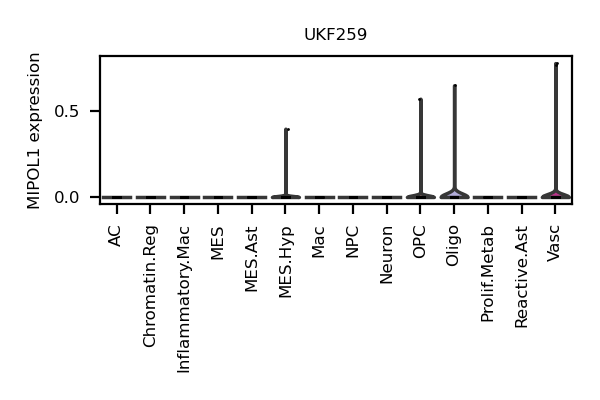 UKF259
MIPOL1 expression
0.5
0.0
AC
Chromatin.Reg
Inflammatory.Mac
MES
MES.Ast
MES.Hyp
Mac
NPC
Neuron
OPC
Oligo
Prolif.Metab
Reactive.Ast
Vasc